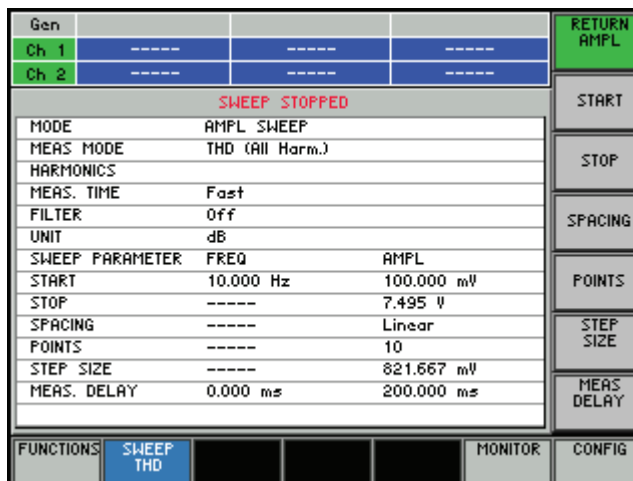 Gen
Ch 1 ----- ----- -----
Ch 2 ----- ----- -----
SWEEP STOPPED
MODE AMPL SWEEP
MEAS MODE THD (All Harm.)
HARMONICS
MEAS. TIME Fast
FILTER Off
UNIT dB
SWEEP PARAMETER FREQ AMPL
START 10.000 Hz 100.000 mV
STOP ----- 7.495 V
SPACING ----- Linear
POINTS ----- 10
STEP SIZE ----- 821.667 mV
MEAS. DELAY 0.000 ms 200.000 ms
RETURN
AMPL
START
STOP
SPACING
POINTS
STEP
SIZE
MEAS
DELAY
FUNCTIONS
SWEEP
THD
MONITOR
CONFIG